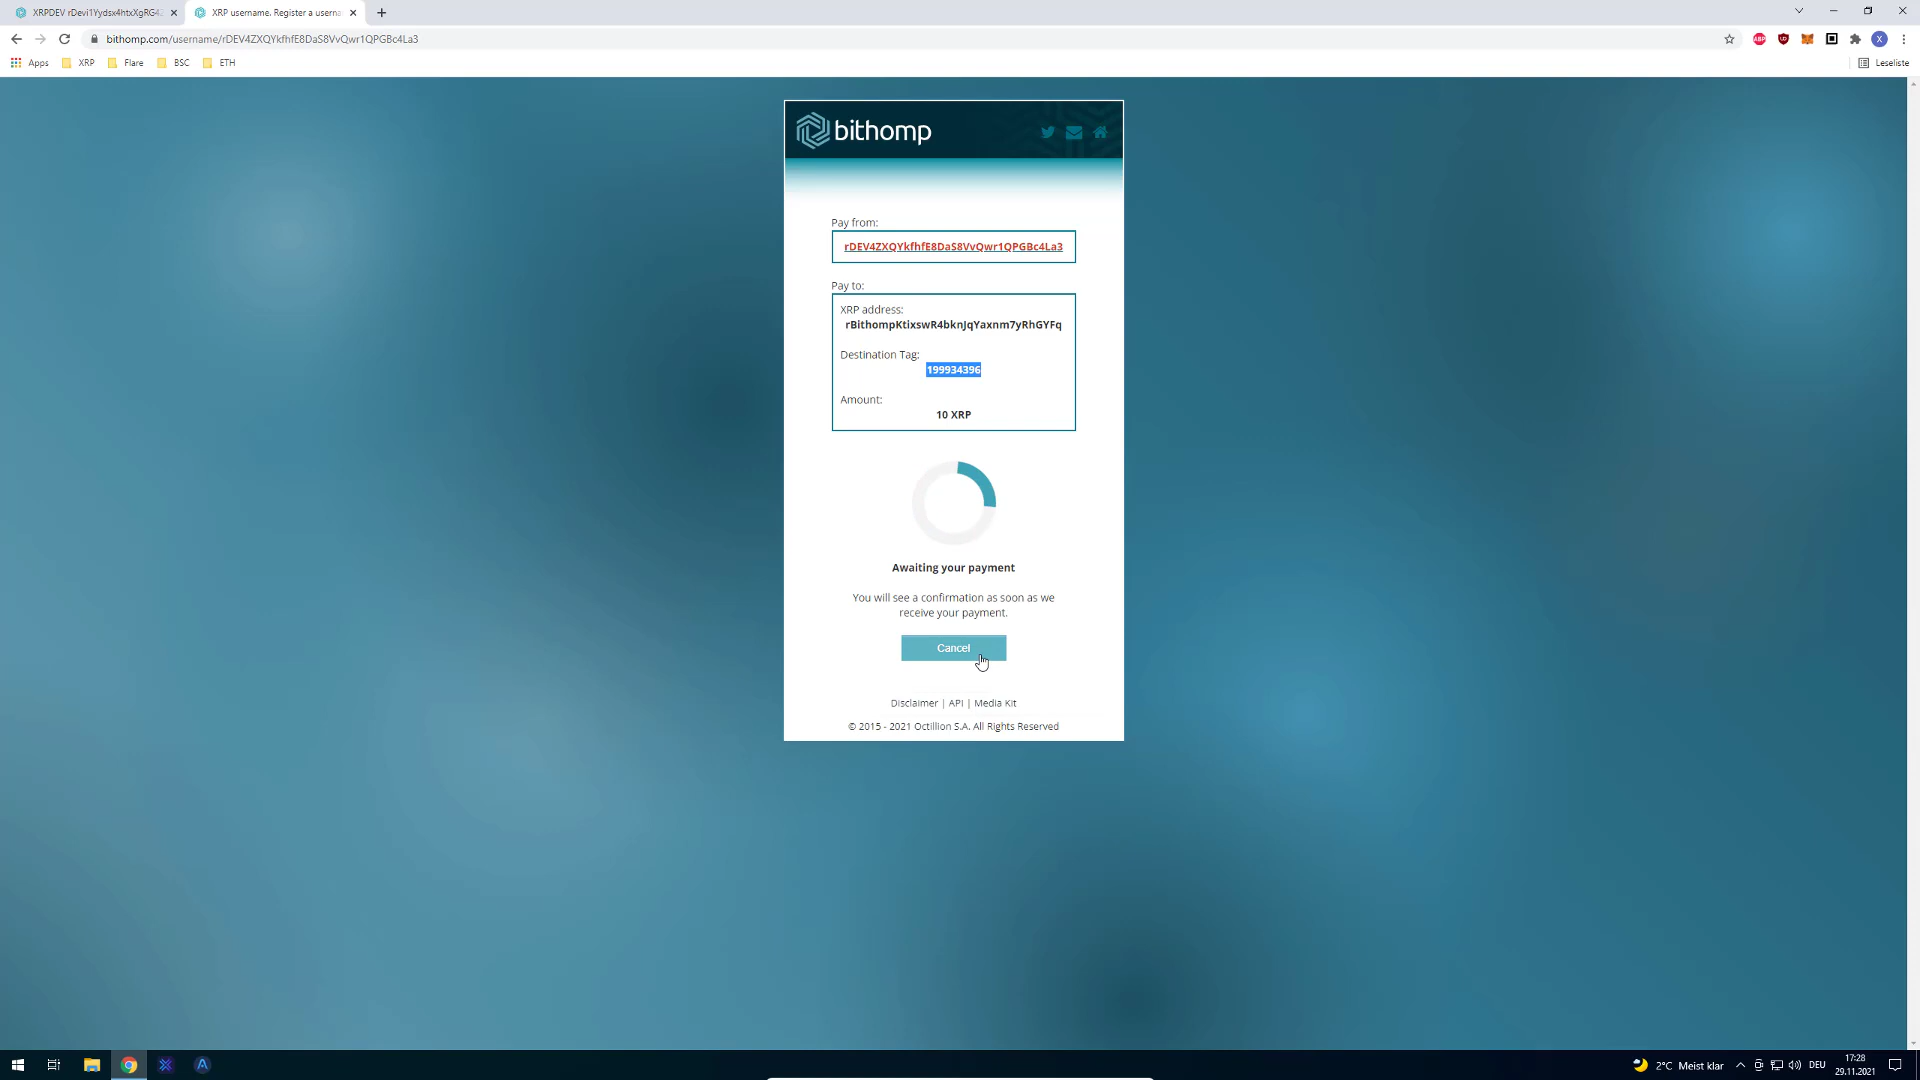 XRPDEV rDevi1Yydsx4htxXgRG42
XRP username. Register a userna
bithomp.com/username/rDEV4ZXQYkfhfE8DaS8VvQwr1QPGBc4La3
ABP
X
Apps
XRP
Flare
BSC
ETH
Leseliste
bithomp
Pay from:
rDEV4ZXQYkfhfE8DaS8VvQwr1QPGBc4La3
Pay to:
XRP address:
rBithompKtixswR4bknJqYaxnm7yRhGYFq
Destination Tag:
199934396
Amount:
10 XRP
Awaiting your payment
You will see a confirmation as soon as we
receive your payment.
Cancel
Disclaimer | API | Media Kit
© 2015 - 2021 Octillion S.A. All Rights Reserved
2°C Meist klar
DEU
17:28
29.11.2021